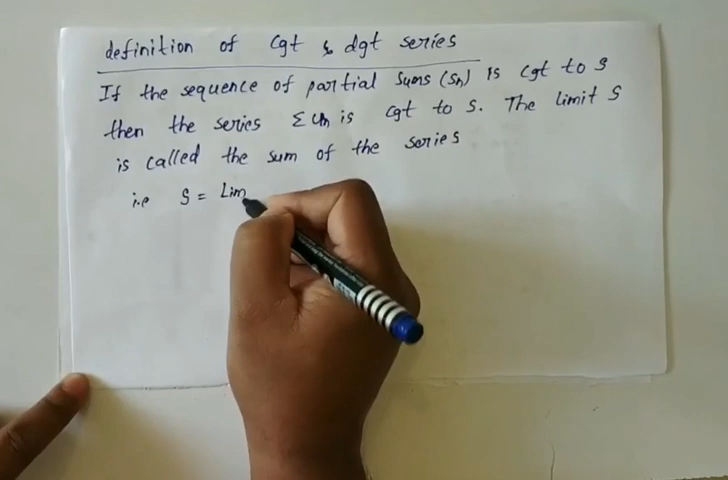 definition of Cgt & dgt series
If the sequence of partial sums (Sn) is Cgt to S
then the series Σun is Cgt to S. The limit S
is called the sum of the series
i.e S = Lim